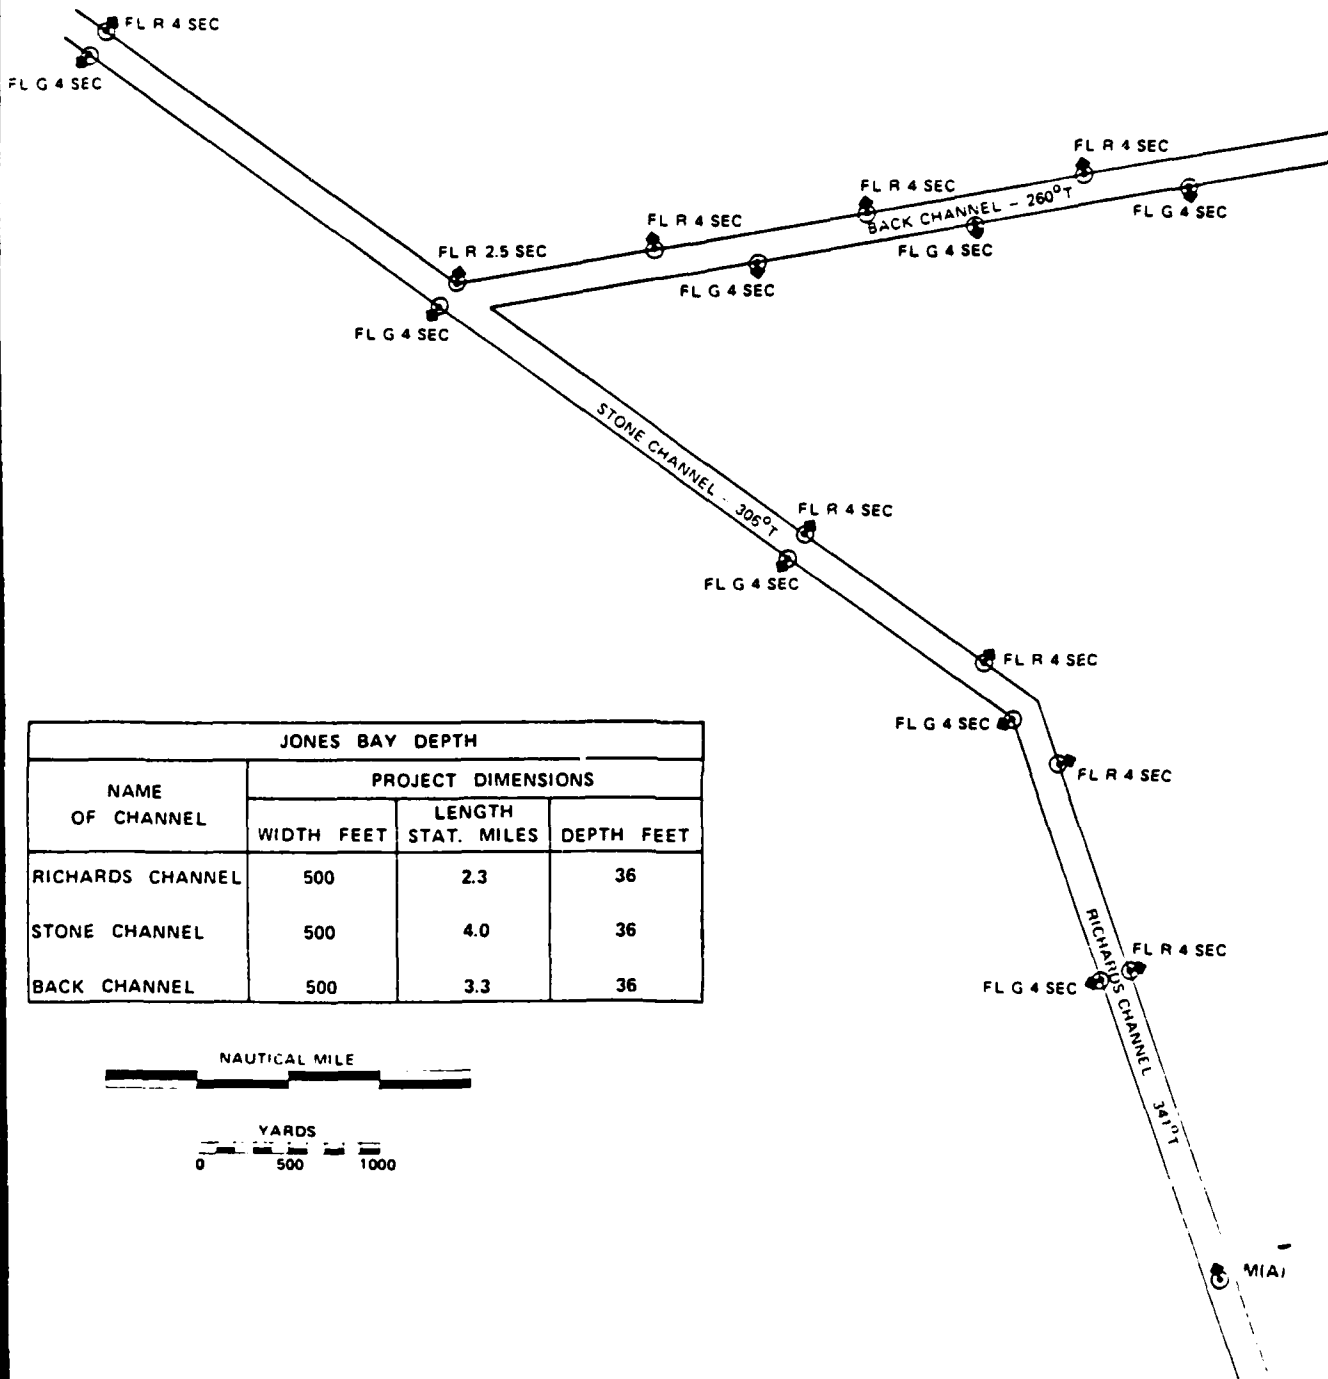 FL R 4 SEC
FL G 4 SEC
FL R 4 SEC
FL R 4 SEC
BACK CHANNEL - 260°T
FL G 4 SEC
FL R 4 SEC
FL G 4 SEC
FL R 2.5 SEC
FL G 4 SEC
FL G 4 SEC
STONE CHANNEL - 306°T
FL R 4 SEC
FL G 4 SEC
FL R 4 SEC
FL G 4 SEC
FL R 4 SEC
JONES BAY DEPTH
NAME
OF CHANNEL
PROJECT DIMENSIONS
WIDTH FEET
LENGTH
STAT. MILES
DEPTH FEET
RICHARDS CHANNEL 500 2.3 36
STONE CHANNEL 500 4.0 36
BACK CHANNEL 500 3.3 36
RICHARDS CHANNEL 341°T
FL R 4 SEC
FL G 4 SEC
NAUTICAL MILE
YARDS
0 500 1000
M(A)